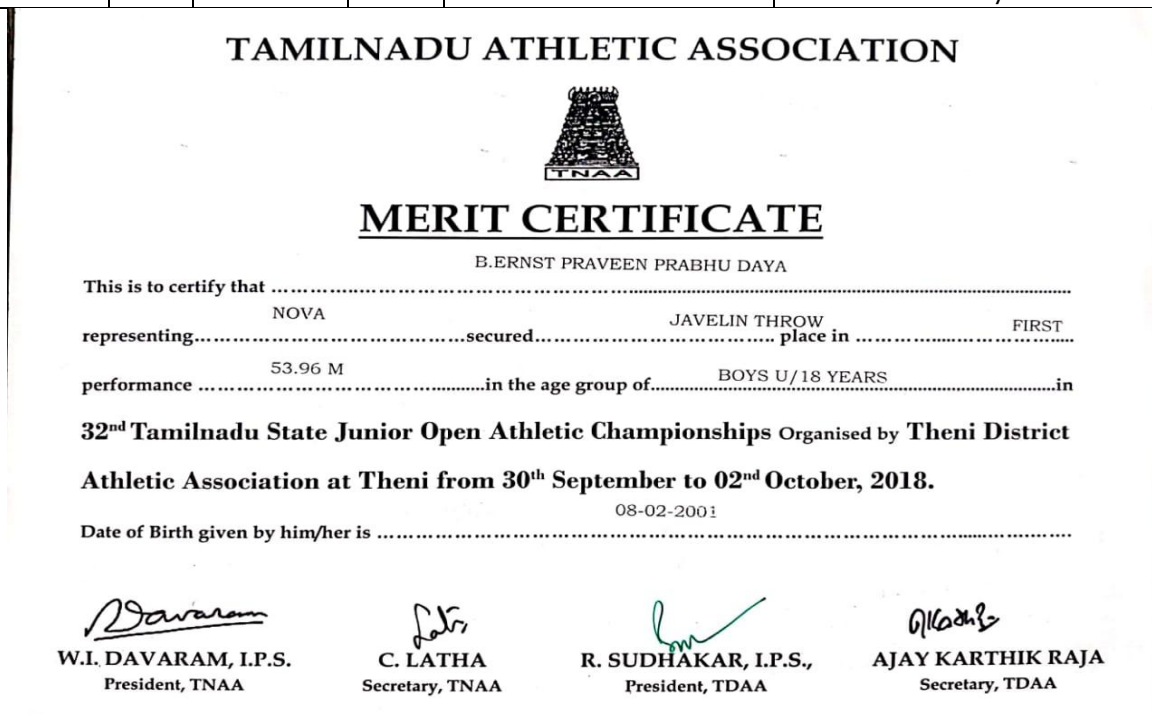 TAMILNADU ATHLETIC ASSOCIATION
TNAA
MERIT CERTIFICATE
B.ERNST PRAVEEN PRABHU DAYA
This is to certify that ................................................................
NOVA JAVELIN THROW FIRST
representing................................secured................................ place in ................................
53.96 M BOYS U/18 YEARS
performance ................................in the age group of................................in
32nd Tamilnadu State Junior Open Athletic Championships Organised by Theni District
Athletic Association at Theni from 30th September to 02nd October, 2018.
08-02-2001
Date of Birth given by him/her is ................................................................
Davaram
W.I. DAVARAM, I.P.S. C. LATHA R. SUDHAKAR, I.P.S., AJAY KARTHIK RAJA
President, TNAA Secretary, TNAA President, TDAA Secretary, TDAA